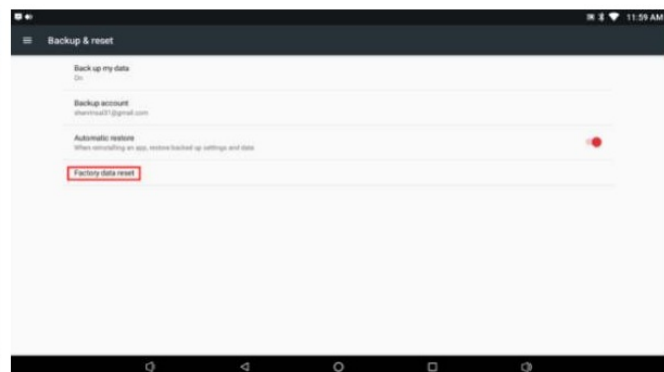 11:59 AM
Backup & reset
Back up my data
On
Backup account
Automatic restore
When reinstalling an app, restore backed up settings and data
Factory data reset